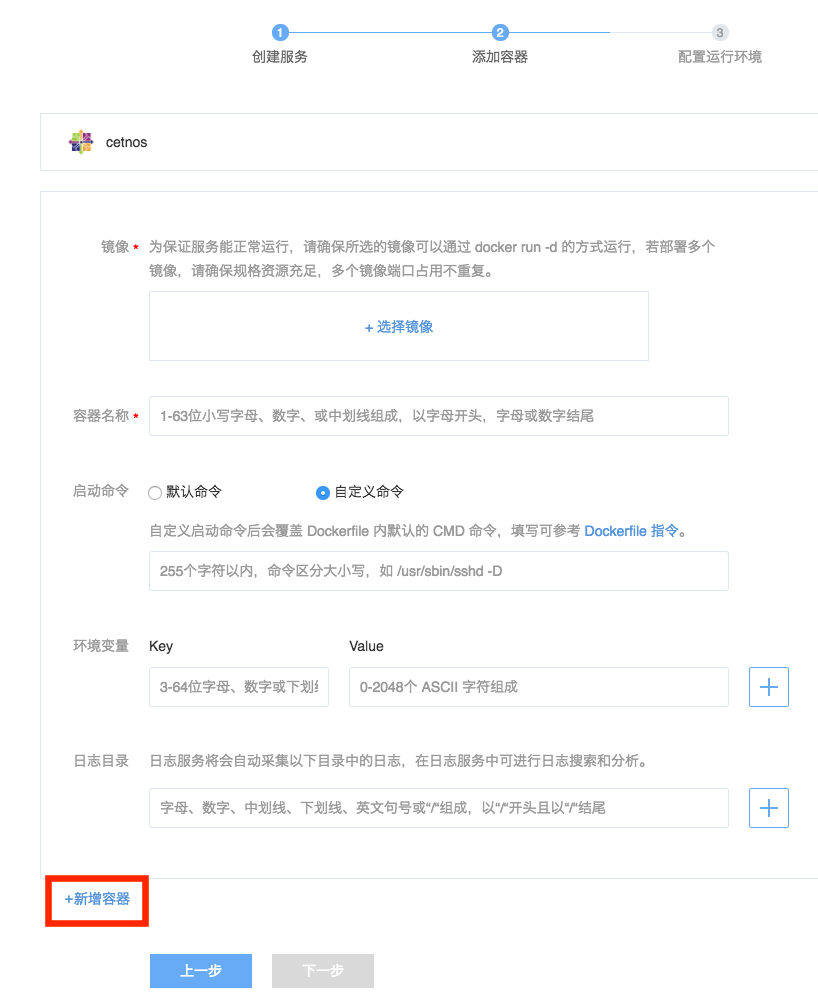 1 2 3
创建服务 添加容器 配置运行环境
cetnos
镜像 * 为保证服务能正常运行，请确保所选的镜像可以通过 docker run -d 的方式运行，若部署多个
镜像，请确保规格资源充足，多个镜像端口占用不重复。
+ 选择镜像
容器名称 * 1-63位小写字母、数字、或中划线组成，以字母开头，字母或数字结尾
启动命令 默认命令 自定义命令
自定义启动命令后会覆盖 Dockerfile 内默认的 CMD 命令，填写可参考 Dockerfile 指令。
255个字符以内，命令区分大小写，如 /usr/sbin/sshd -D
环境变量 Key Value
3-64位字母、数字或下划 0-2048个 ASCII 字符组成
日志目录 日志服务将会自动采集以下目录中的日志，在日志服务中可进行日志搜索和分析。
字母、数字、中划线、下划线、英文句号或“/”组成，以“/”开头且以“/”结尾
+新增容器
上一步 下一步